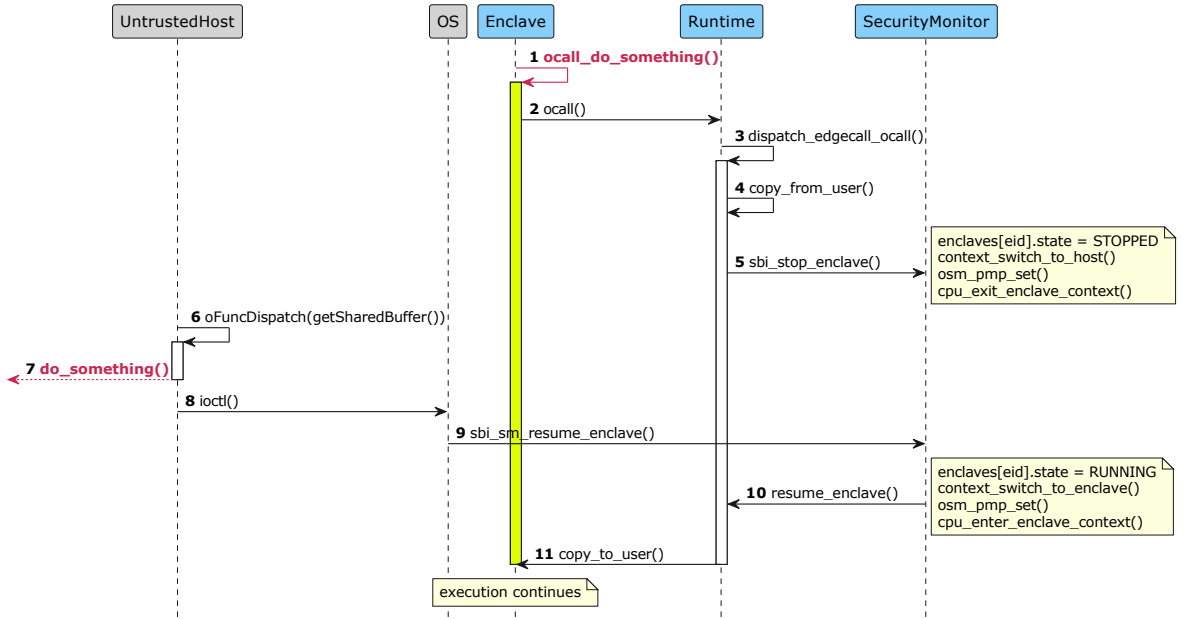 UntrustedHost
OS
Enclave
Runtime
SecurityMonitor
1 ocall_do_something()
2 ocall()
3 dispatch_edgecall_ocall()
4 copy_from_user()
enclaves[eid].state = STOPPED
context_switch_to_host()
osm_pmp_set()
cpu_exit_enclave_context()
5 sbi_stop_enclave()
6 oFuncDispatch(getSharedBuffer())
7 do_something()
8 ioctl()
9 sbi_sm_resume_enclave()
enclaves[eid].state = RUNNING
context_switch_to_enclave()
osm_pmp_set()
cpu_enter_enclave_context()
10 resume_enclave()
11 copy_to_user()
execution continues